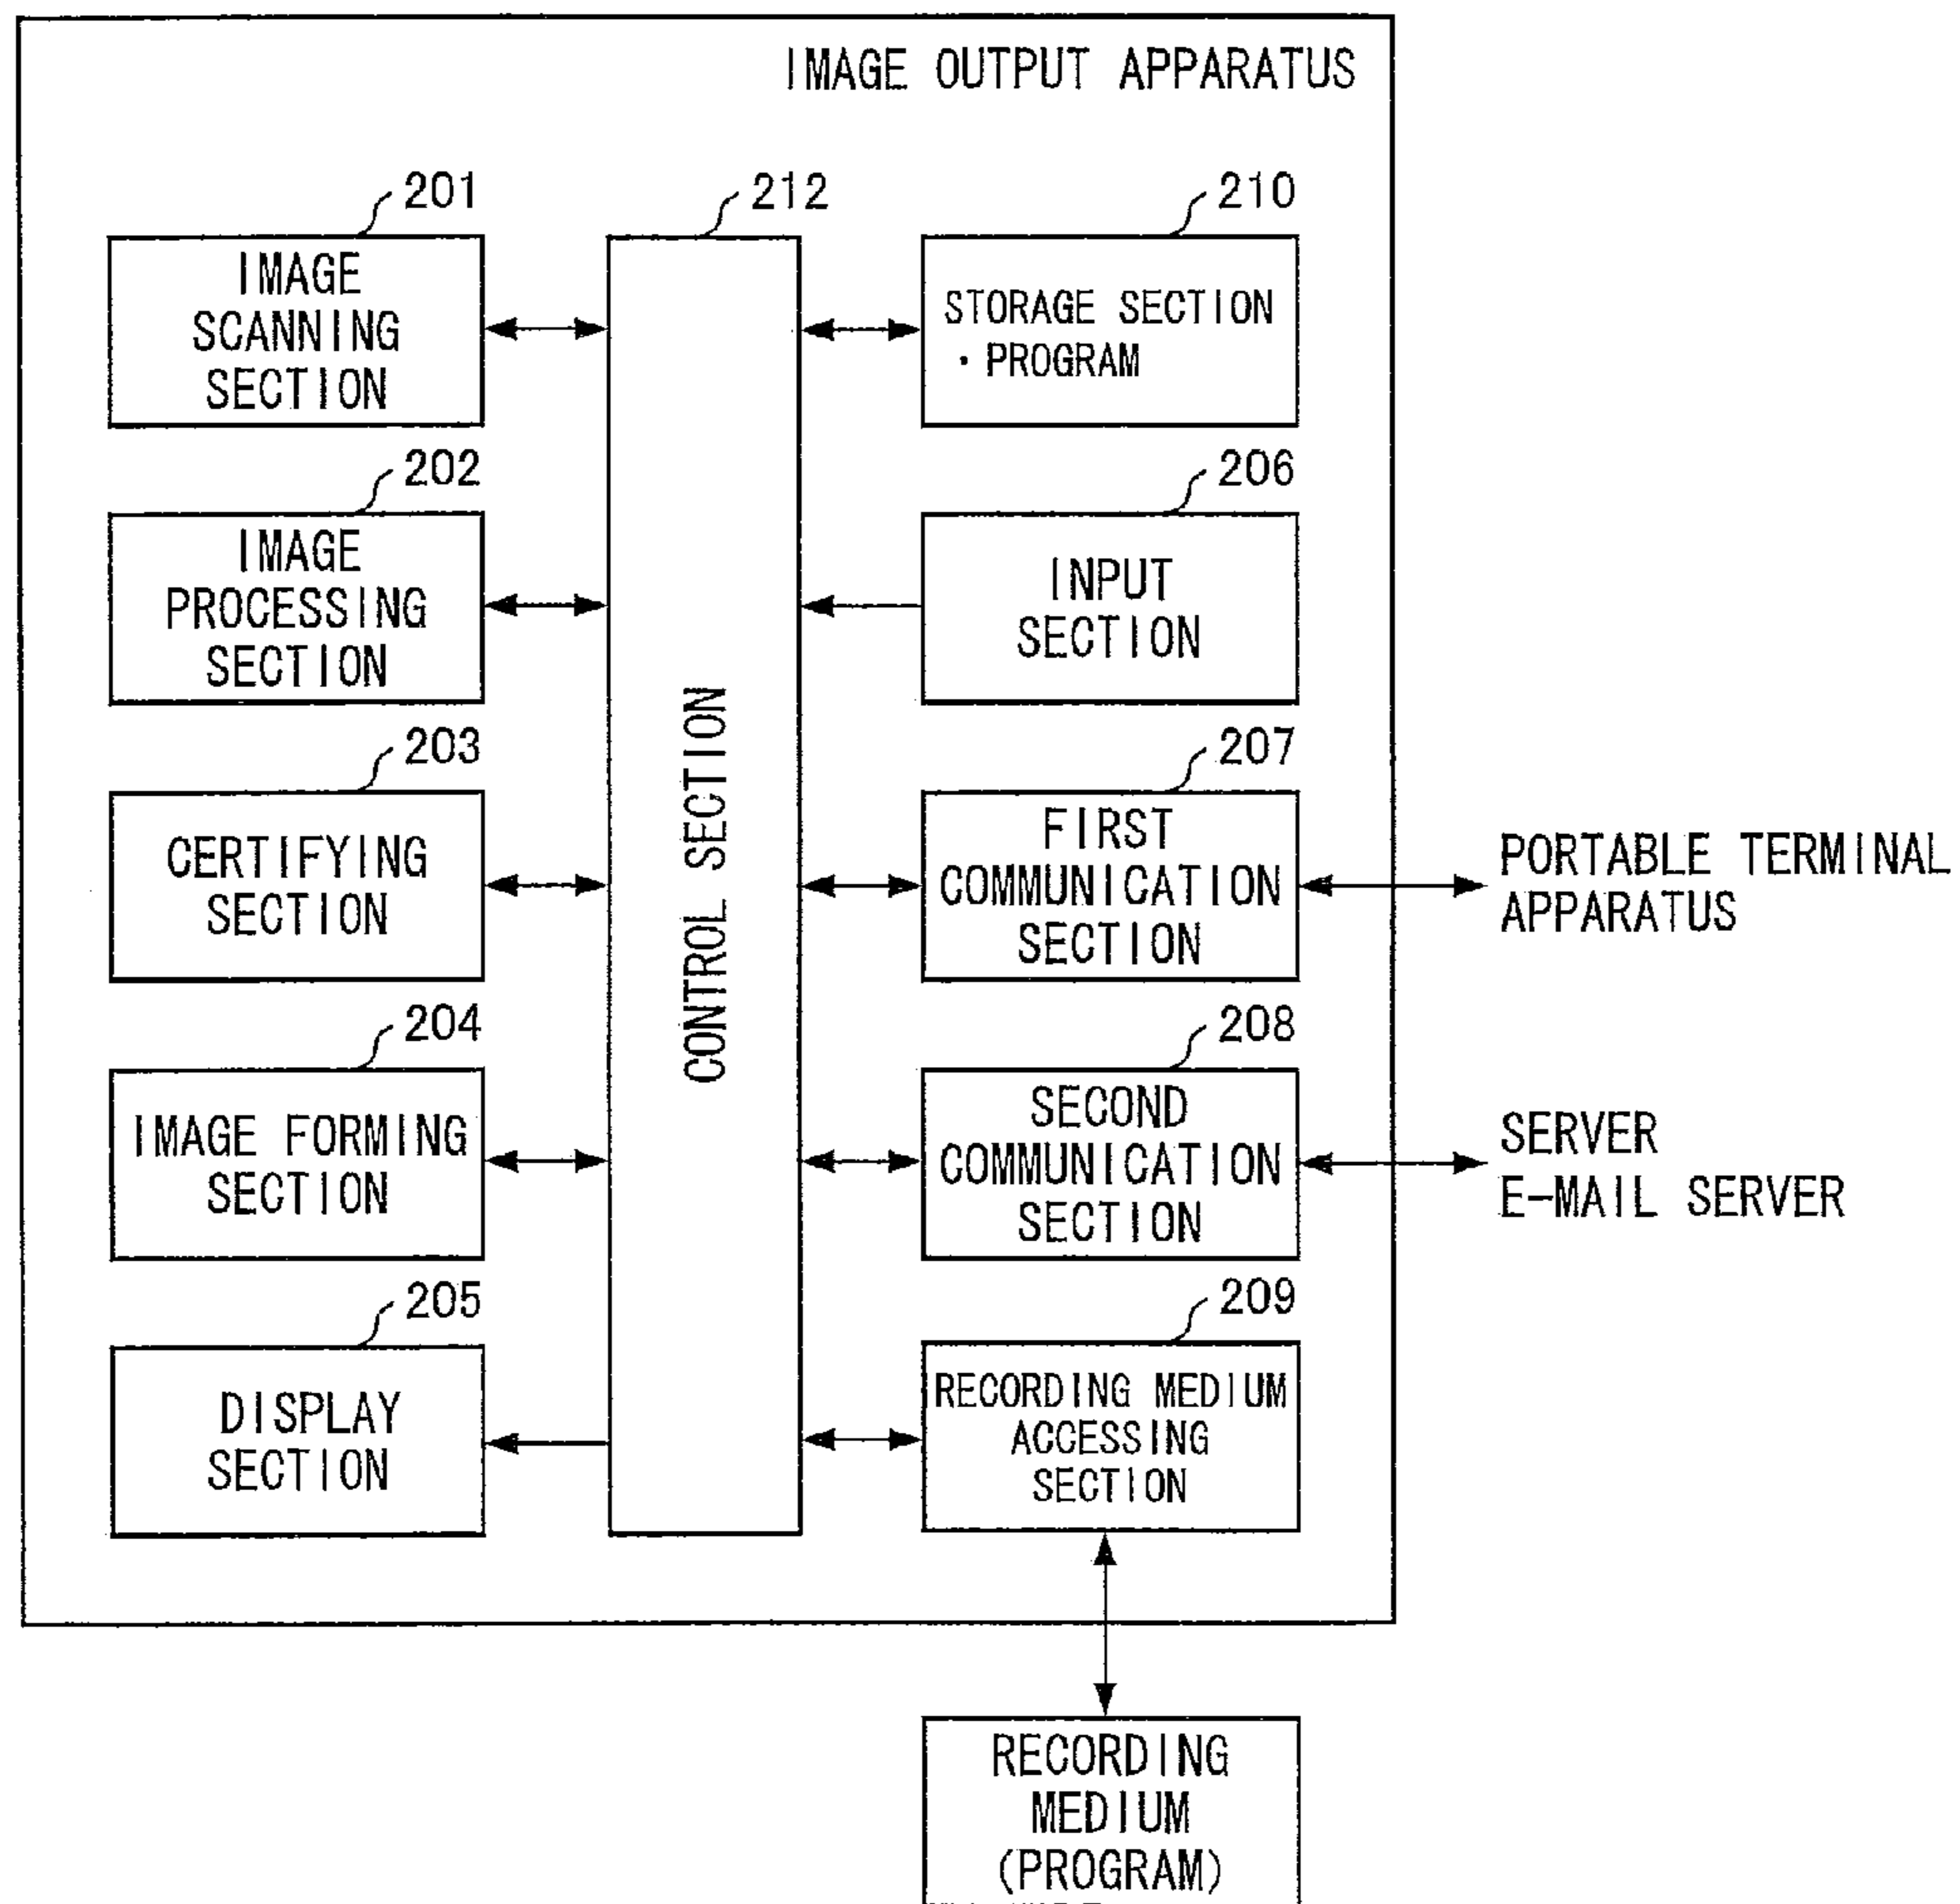 IMAGE OUTPUT APPARATUS
201
IMAGE
SCANNING
SECTION
202
IMAGE
PROCESSING
SECTION
203
CERTIFYING
SECTION
204
IMAGE FORMING
SECTION
205
DISPLAY
SECTION
212
CONTROL SECTION
210
STORAGE SECTION
・PROGRAM
206
INPUT
SECTION
207
FIRST
COMMUNICATION
SECTION
208
SECOND
COMMUNICATION
SECTION
209
RECORDING MEDIUM
ACCESSING
SECTION
PORTABLE TERMINAL
APPARATUS
SERVER
E-MAIL SERVER
RECORDING
MEDIUM
(PROGRAM)